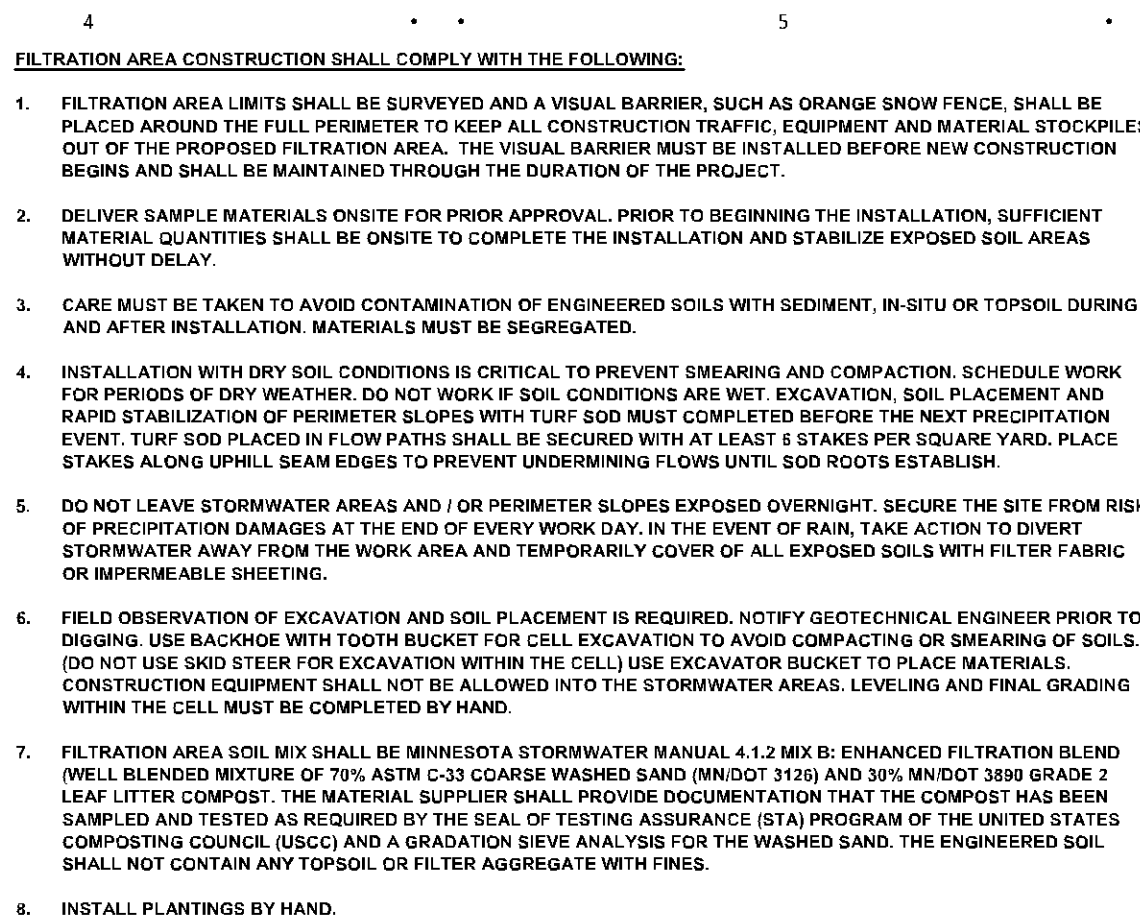 4 • • 5 •
FILTRATION AREA CONSTRUCTION SHALL COMPLY WITH THE FOLLOWING:
1. FILTRATION AREA LIMITS SHALL BE SURVEYED AND A VISUAL BARRIER, SUCH AS ORANGE SNOW FENCE, SHALL BE
PLACED AROUND THE FULL PERIMETER TO KEEP ALL CONSTRUCTION TRAFFIC, EQUIPMENT AND MATERIAL STOCKPILES
OUT OF THE PROPOSED FILTRATION AREA. THE VISUAL BARRIER MUST BE INSTALLED BEFORE NEW CONSTRUCTION
BEGINS AND SHALL BE MAINTAINED THROUGH THE DURATION OF THE PROJECT.
2. DELIVER SAMPLE MATERIALS ONSITE FOR PRIOR APPROVAL. PRIOR TO BEGINNING THE INSTALLATION, SUFFICIENT
MATERIAL QUANTITIES SHALL BE ONSITE TO COMPLETE THE INSTALLATION AND STABILIZE EXPOSED SOIL AREAS
WITHOUT DELAY.
3. CARE MUST BE TAKEN TO AVOID CONTAMINATION OF ENGINEERED SOILS WITH SEDIMENT, IN-SITU OR TOPSOIL DURING
AND AFTER INSTALLATION. MATERIALS MUST BE SEGREGATED.
4. INSTALLATION WITH DRY SOIL CONDITIONS IS CRITICAL TO PREVENT SMEARING AND COMPACTION. SCHEDULE WORK
FOR PERIODS OF DRY WEATHER. DO NOT WORK IF SOIL CONDITIONS ARE WET. EXCAVATION, SOIL PLACEMENT AND
RAPID STABILIZATION OF PERIMETER SLOPES WITH TURF SOD MUST COMPLETED BEFORE THE NEXT PRECIPITATION
EVENT. TURF SOD PLACED IN FLOW PATHS SHALL BE SECURED WITH AT LEAST 6 STAKES PER SQUARE YARD. PLACE
STAKES ALONG UPHILL SEAM EDGES TO PREVENT UNDERMINING FLOWS UNTIL SOD ROOTS ESTABLISH.
5. DO NOT LEAVE STORMWATER AREAS AND / OR PERIMETER SLOPES EXPOSED OVERNIGHT. SECURE THE SITE FROM RISK
OF PRECIPITATION DAMAGES AT THE END OF EVERY WORK DAY. IN THE EVENT OF RAIN, TAKE ACTION TO DIVERT
STORMWATER AWAY FROM THE WORK AREA AND TEMPORARILY COVER OF ALL EXPOSED SOILS WITH FILTER FABRIC
OR IMPERMEABLE SHEETING.
6. FIELD OBSERVATION OF EXCAVATION AND SOIL PLACEMENT IS REQUIRED. NOTIFY GEOTECHNICAL ENGINEER PRIOR TO
DIGGING. USE BACKHOE WITH TOOTH BUCKET FOR CELL EXCAVATION TO AVOID COMPACTING OR SMEARING OF SOILS.
(DO NOT USE SKID STEER FOR EXCAVATION WITHIN THE CELL) USE EXCAVATOR BUCKET TO PLACE MATERIALS.
CONSTRUCTION EQUIPMENT SHALL NOT BE ALLOWED INTO THE STORMWATER AREAS. LEVELING AND FINAL GRADING
WITHIN THE CELL MUST BE COMPLETED BY HAND.
7. FILTRATION AREA SOIL MIX SHALL BE MINNESOTA STORMWATER MANUAL 4.1.2 MIX B: ENHANCED FILTRATION BLEND
(WELL BLENDED MIXTURE OF 70% ASTM C-33 COARSE WASHED SAND (MN/DOT 3126) AND 30% MN/DOT 3890 GRADE 2
LEAF LITTER COMPOST. THE MATERIAL SUPPLIER SHALL PROVIDE DOCUMENTATION THAT THE COMPOST HAS BEEN
SAMPLED AND TESTED AS REQUIRED BY THE SEAL OF TESTING ASSURANCE (STA) PROGRAM OF THE UNITED STATES
COMPOSTING COUNCIL (USCC) AND A GRADATION SIEVE ANALYSIS FOR THE WASHED SAND. THE ENGINEERED SOIL
SHALL NOT CONTAIN ANY TOPSOIL OR FILTER AGGREGATE WITH FINES.
8. INSTALL PLANTINGS BY HAND.